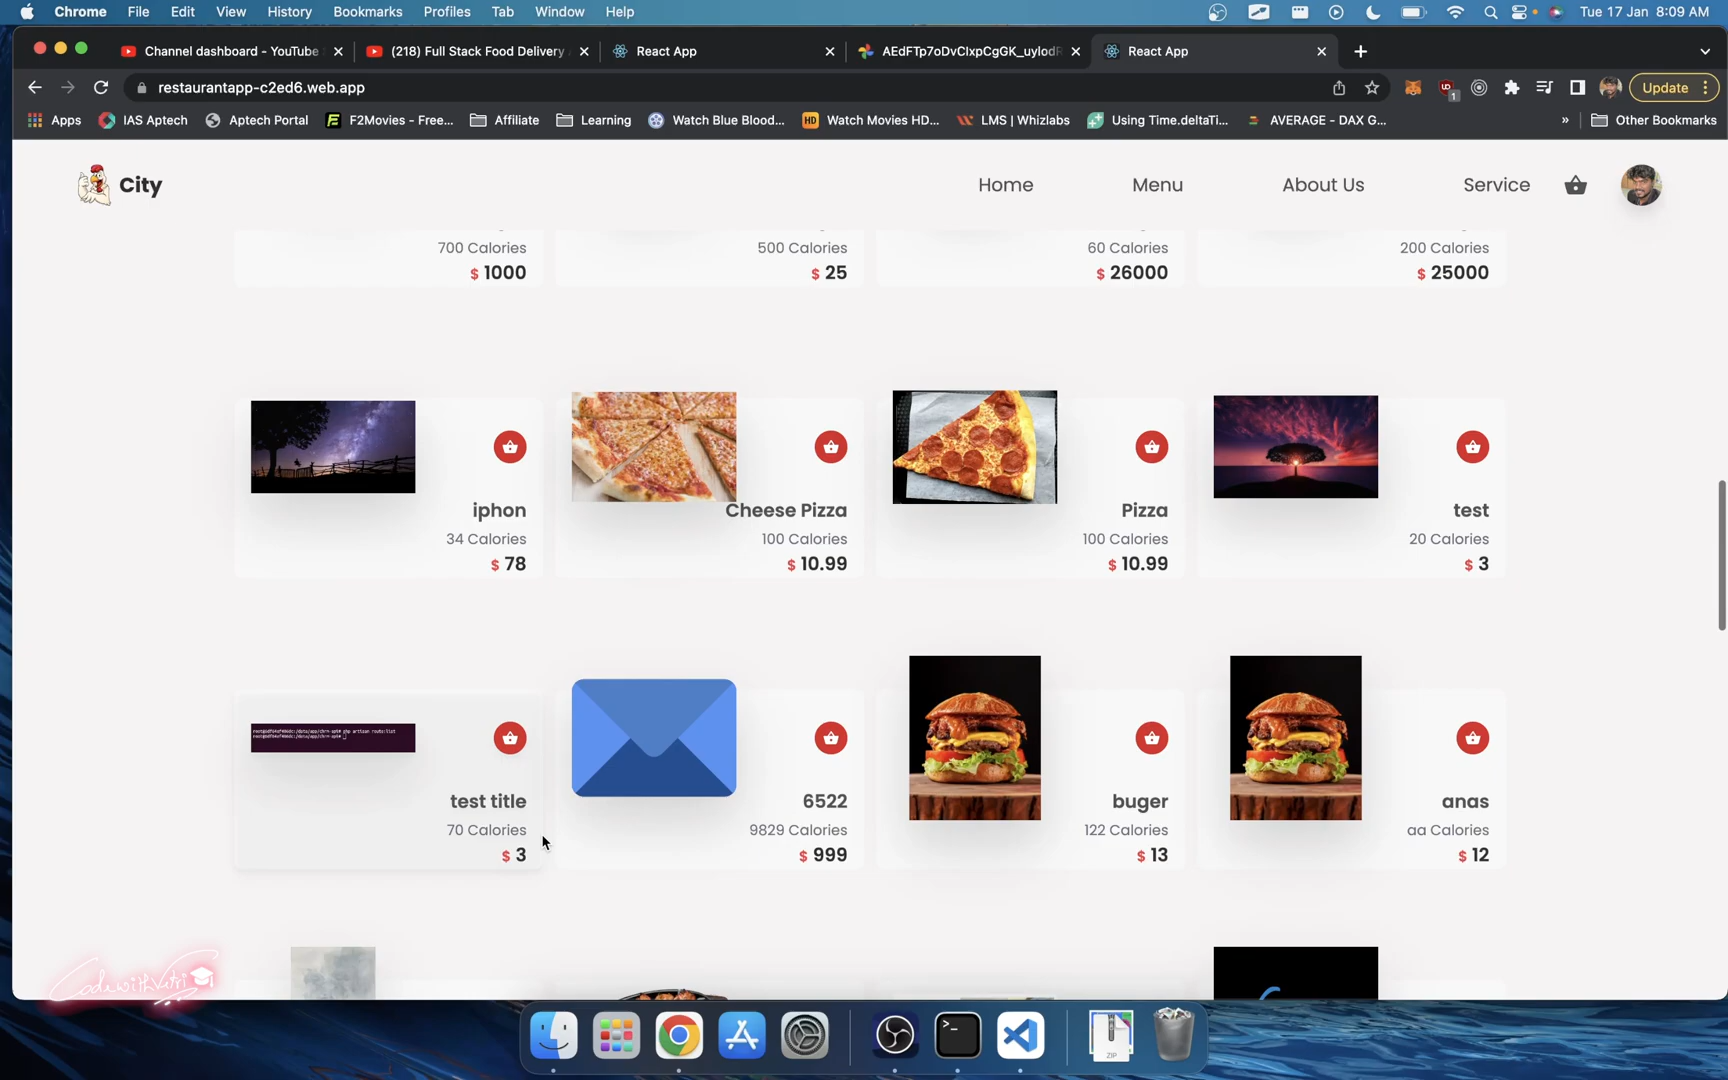 Chrome File Edit View History Bookmarks Profiles Tab Window Help Tue 17 Jan 8:09 AM
Channel dashboard - YouTube (218) Full Stack Food Delivery React App AEdFTp7oDvClxpCgGK_uylodF React App
restaurantapp-c2ed6.web.app 1 Update
Apps IAS Aptech Aptech Portal F2Movies - Free... Affiliate Learning Watch Blue Blood... HD Watch Movies HD... LMS | Whizlabs Using Time.deltaTi... AVERAGE - DAX G... » Other Bookmarks
City Home Menu About Us Service
700 Calories 500 Calories 60 Calories 200 Calories
$ 1000 $ 25 $ 26000 $ 25000
iphon Cheese Pizza Pizza test
34 Calories 100 Calories 100 Calories 20 Calories
$ 78 $ 10.99 $ 10.99 $ 3
test title 6522 buger anas
70 Calories 9829 Calories 122 Calories aa Calories
$ 3 $ 999 $ 13 $ 12
CodewithVetri
ZIP